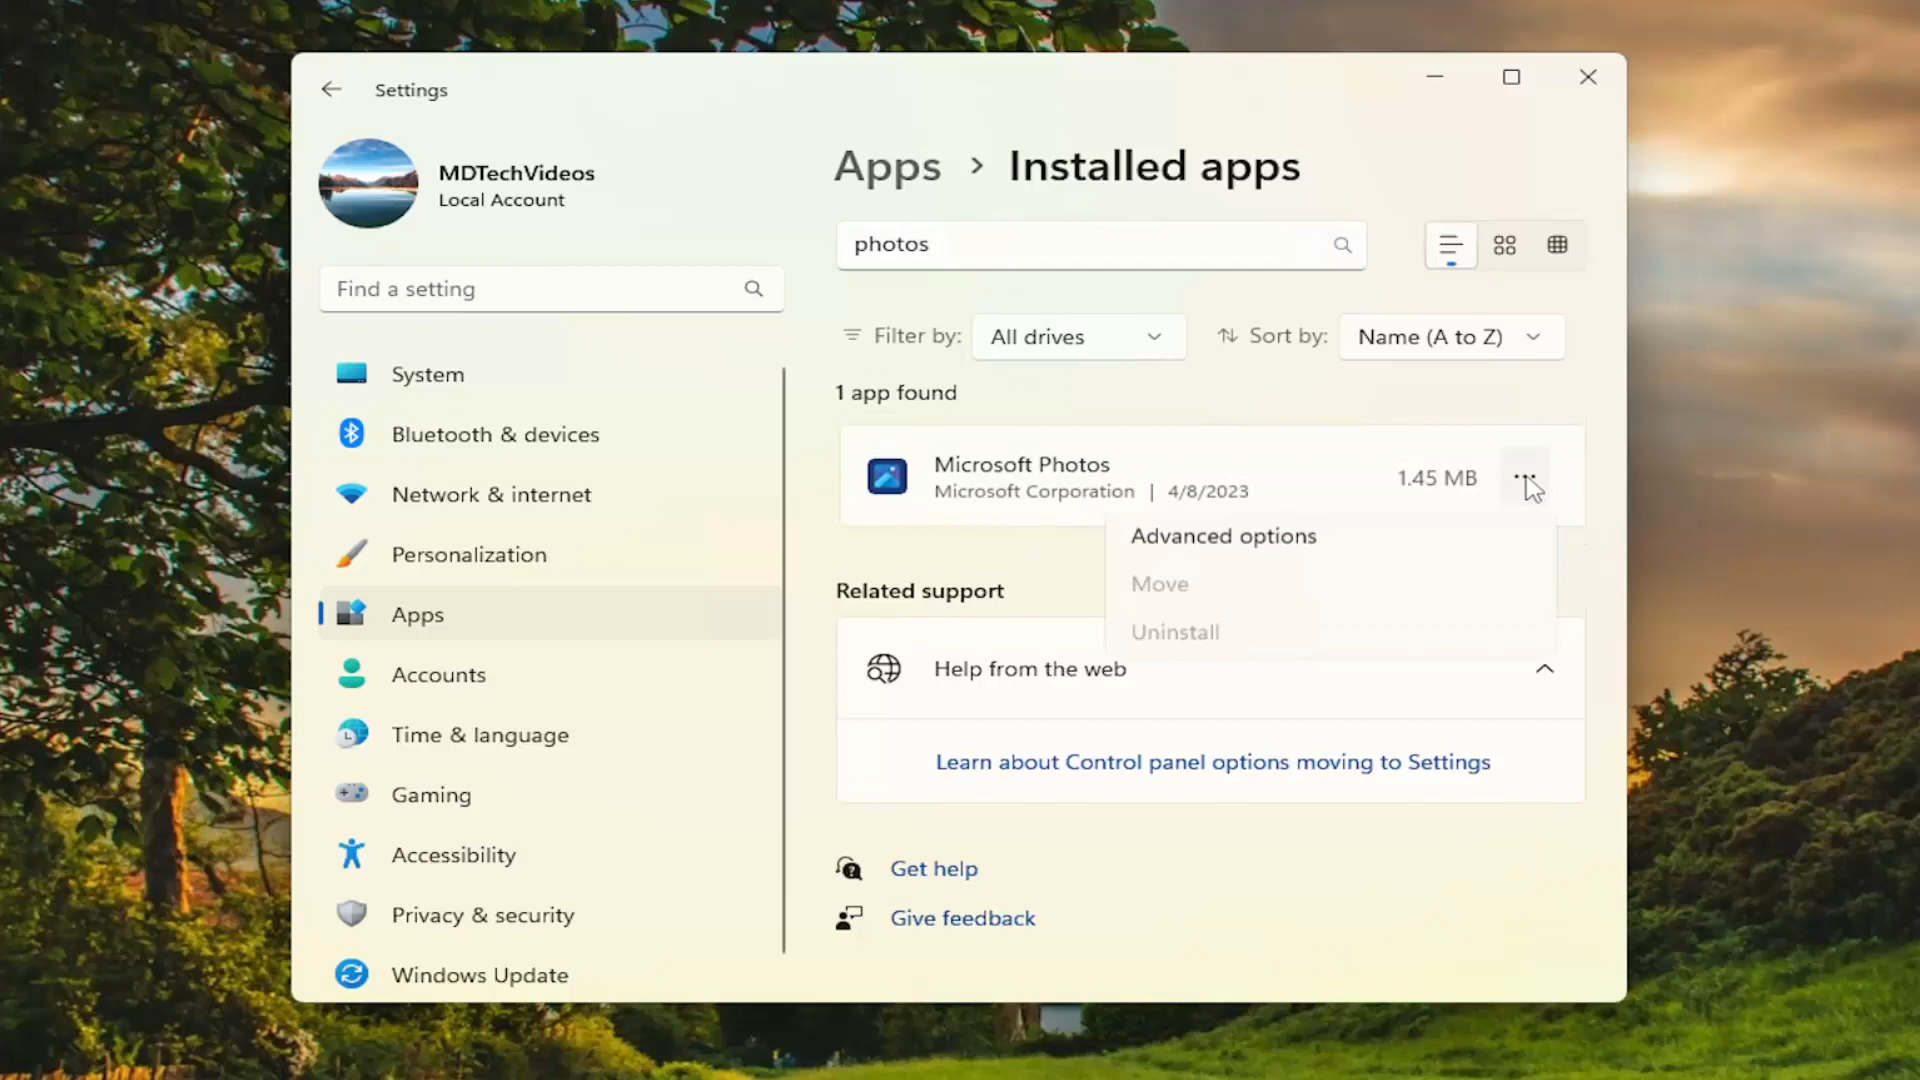 Settings
MDTechVideos
Local Account
Find a setting
System
Bluetooth & devices
Network & internet
Personalization
Apps
Accounts
Time & language
Gaming
Accessibility
Privacy & security
Windows Update
Apps › Installed apps
photos
Filter by: All drives
Sort by: Name (A to Z)
1 app found
Microsoft Photos
Microsoft Corporation | 4/8/2023
1.45 MB
Advanced options
Move
Uninstall
Related support
Help from the web
Learn about Control panel options moving to Settings
Get help
Give feedback